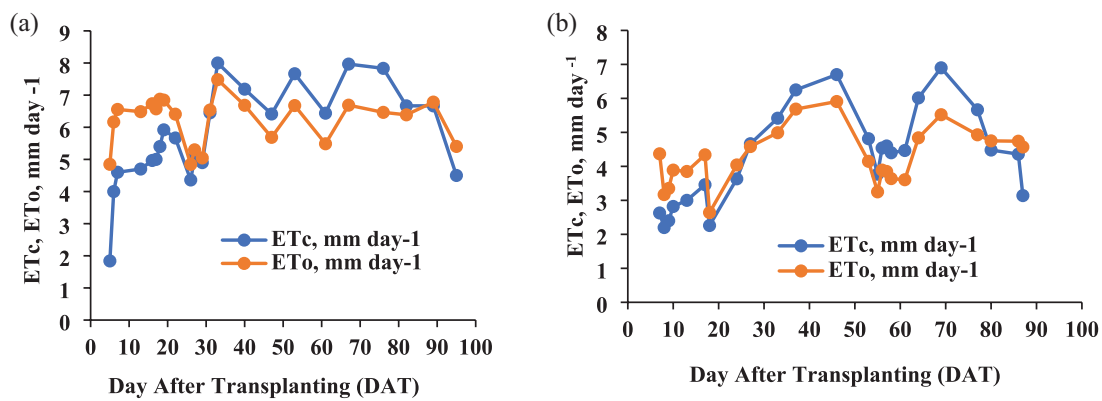 (a)
ETc, ETo, mm day -1
9
8
7
6
5
4
3
2
1
0
ETc, mm day-1
ETo, mm day-1
0 10 20 30 40 50 60 70 80 90 100
Day After Transplanting (DAT)
(b)
ETc, ETo, mm day -1
8
7
6
5
4
3
2
1
0
ETc, mm day-1
ETo, mm day-1
0 10 20 30 40 50 60 70 80 90 100
Day After Transplanting (DAT)